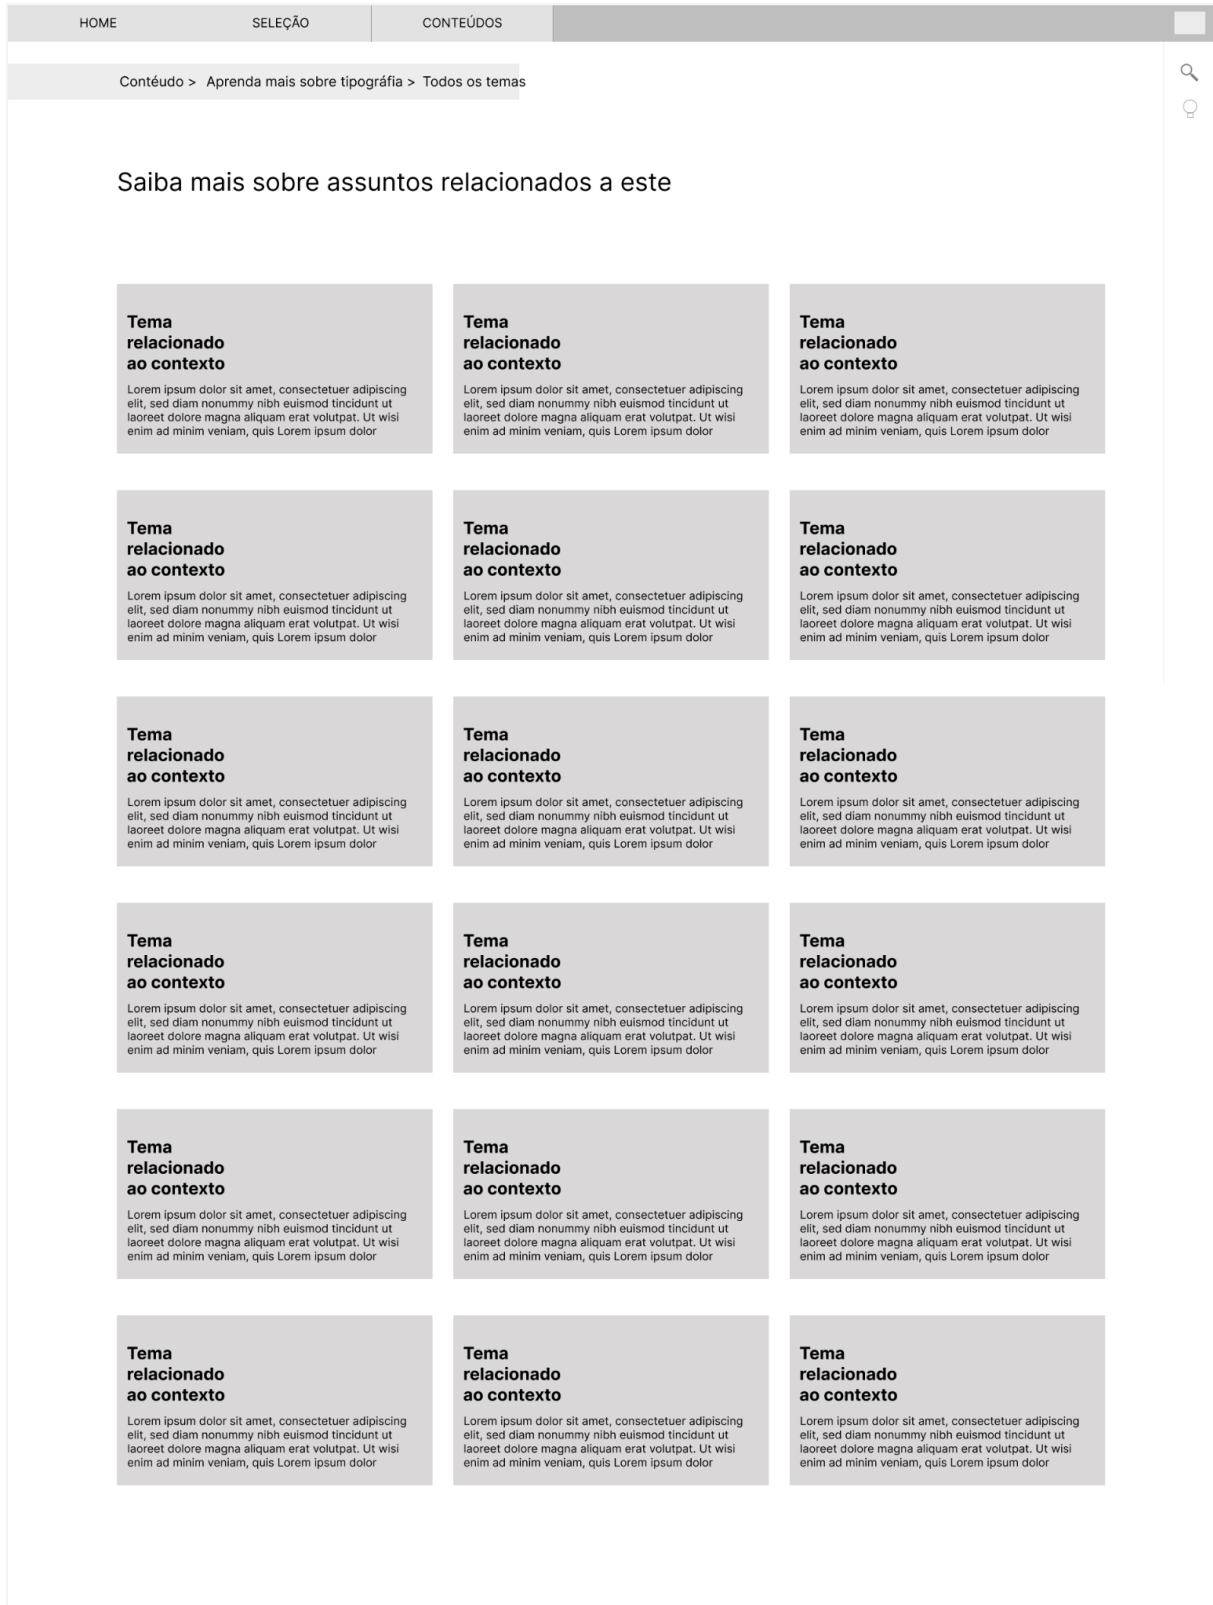 HOME SELEÇÃO CONTEÚDOS
Contéudo > Aprenda mais sobre tipográfia > Todos os temas
Saiba mais sobre assuntos relacionados a este
Tema
relacionado
ao contexto
Lorem ipsum dolor sit amet, consectetuer adipiscing
elit, sed diam nonummy nibh euismod tincidunt ut
laoreet dolore magna aliquam erat volutpat. Ut wisi
enim ad minim veniam, quis Lorem ipsum dolor
Tema
relacionado
ao contexto
Lorem ipsum dolor sit amet, consectetuer adipiscing
elit, sed diam nonummy nibh euismod tincidunt ut
laoreet dolore magna aliquam erat volutpat. Ut wisi
enim ad minim veniam, quis Lorem ipsum dolor
Tema
relacionado
ao contexto
Lorem ipsum dolor sit amet, consectetuer adipiscing
elit, sed diam nonummy nibh euismod tincidunt ut
laoreet dolore magna aliquam erat volutpat. Ut wisi
enim ad minim veniam, quis Lorem ipsum dolor
Tema
relacionado
ao contexto
Lorem ipsum dolor sit amet, consectetuer adipiscing
elit, sed diam nonummy nibh euismod tincidunt ut
laoreet dolore magna aliquam erat volutpat. Ut wisi
enim ad minim veniam, quis Lorem ipsum dolor
Tema
relacionado
ao contexto
Lorem ipsum dolor sit amet, consectetuer adipiscing
elit, sed diam nonummy nibh euismod tincidunt ut
laoreet dolore magna aliquam erat volutpat. Ut wisi
enim ad minim veniam, quis Lorem ipsum dolor
Tema
relacionado
ao contexto
Lorem ipsum dolor sit amet, consectetuer adipiscing
elit, sed diam nonummy nibh euismod tincidunt ut
laoreet dolore magna aliquam erat volutpat. Ut wisi
enim ad minim veniam, quis Lorem ipsum dolor
Tema
relacionado
ao contexto
Lorem ipsum dolor sit amet, consectetuer adipiscing
elit, sed diam nonummy nibh euismod tincidunt ut
laoreet dolore magna aliquam erat volutpat. Ut wisi
enim ad minim veniam, quis Lorem ipsum dolor
Tema
relacionado
ao contexto
Lorem ipsum dolor sit amet, consectetuer adipiscing
elit, sed diam nonummy nibh euismod tincidunt ut
laoreet dolore magna aliquam erat volutpat. Ut wisi
enim ad minim veniam, quis Lorem ipsum dolor
Tema
relacionado
ao contexto
Lorem ipsum dolor sit amet, consectetuer adipiscing
elit, sed diam nonummy nibh euismod tincidunt ut
laoreet dolore magna aliquam erat volutpat. Ut wisi
enim ad minim veniam, quis Lorem ipsum dolor
Tema
relacionado
ao contexto
Lorem ipsum dolor sit amet, consectetuer adipiscing
elit, sed diam nonummy nibh euismod tincidunt ut
laoreet dolore magna aliquam erat volutpat. Ut wisi
enim ad minim veniam, quis Lorem ipsum dolor
Tema
relacionado
ao contexto
Lorem ipsum dolor sit amet, consectetuer adipiscing
elit, sed diam nonummy nibh euismod tincidunt ut
laoreet dolore magna aliquam erat volutpat. Ut wisi
enim ad minim veniam, quis Lorem ipsum dolor
Tema
relacionado
ao contexto
Lorem ipsum dolor sit amet, consectetuer adipiscing
elit, sed diam nonummy nibh euismod tincidunt ut
laoreet dolore magna aliquam erat volutpat. Ut wisi
enim ad minim veniam, quis Lorem ipsum dolor
Tema
relacionado
ao contexto
Lorem ipsum dolor sit amet, consectetuer adipiscing
elit, sed diam nonummy nibh euismod tincidunt ut
laoreet dolore magna aliquam erat volutpat. Ut wisi
enim ad minim veniam, quis Lorem ipsum dolor
Tema
relacionado
ao contexto
Lorem ipsum dolor sit amet, consectetuer adipiscing
elit, sed diam nonummy nibh euismod tincidunt ut
laoreet dolore magna aliquam erat volutpat. Ut wisi
enim ad minim veniam, quis Lorem ipsum dolor
Tema
relacionado
ao contexto
Lorem ipsum dolor sit amet, consectetuer adipiscing
elit, sed diam nonummy nibh euismod tincidunt ut
laoreet dolore magna aliquam erat volutpat. Ut wisi
enim ad minim veniam, quis Lorem ipsum dolor
Tema
relacionado
ao contexto
Lorem ipsum dolor sit amet, consectetuer adipiscing
elit, sed diam nonummy nibh euismod tincidunt ut
laoreet dolore magna aliquam erat volutpat. Ut wisi
enim ad minim veniam, quis Lorem ipsum dolor
Tema
relacionado
ao contexto
Lorem ipsum dolor sit amet, consectetuer adipiscing
elit, sed diam nonummy nibh euismod tincidunt ut
laoreet dolore magna aliquam erat volutpat. Ut wisi
enim ad minim veniam, quis Lorem ipsum dolor
Tema
relacionado
ao contexto
Lorem ipsum dolor sit amet, consectetuer adipiscing
elit, sed diam nonummy nibh euismod tincidunt ut
laoreet dolore magna aliquam erat volutpat. Ut wisi
enim ad minim veniam, quis Lorem ipsum dolor